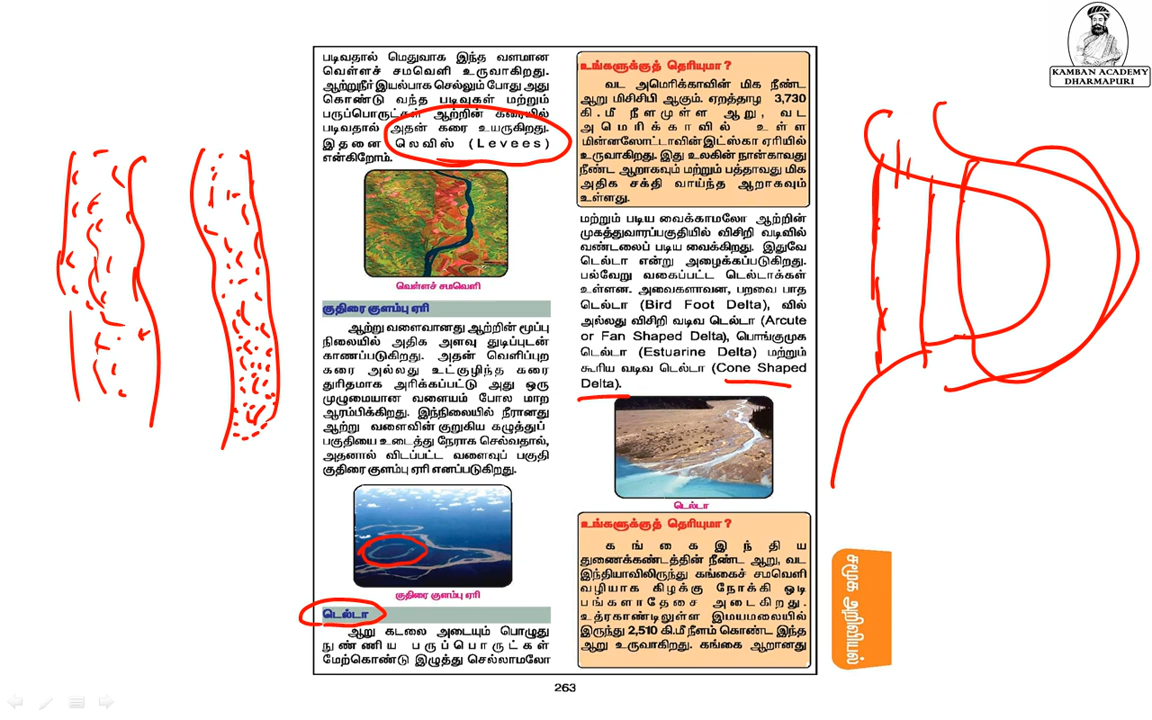 KAMBAN ACADEMY
DHARMAPURI
படிவதால் மெதுவாக இந்த வளமான
வெள்ளச் சமவெளி உருவாகிறது.
ஆற்றுநீர் இயல்பாக செல்லும் போது அது
கொண்டு வந்த படிவுகள் மற்றும்
பருப்பொருட்கள் ஆற்றின் கரையில்
படிவதால் அதன் கரை உயருகிறது.
இதனை லெவிஸ் (Levees)
என்கிறோம்.
வெள்ளச் சமவெளி
குதிரை குளம்பு ஏரி
ஆற்று வளைவானது ஆற்றின் மூப்பு
நிலையில் அதிக அளவு துடிப்புடன்
காணப்படுகிறது. அதன் வெளிப்புற
கரை அல்லது உட்குழிந்த கரை
துரிதமாக அரிக்கப்பட்டு அது ஒரு
முழுமையான வளையம் போல மாற
ஆரம்பிக்கிறது. இந்நிலையில் நீரானது
ஆற்று வளைவின் குறுகிய கழுத்துப்
பகுதியை உடைத்து நேராக செல்வதால்,
அதனால் விடப்பட்ட வளைவுப் பகுதி
குதிரை குளம்பு ஏரி எனப்படுகிறது.
குதிரை குளம்பு ஏரி
டெல்டா
ஆறு கடலை அடையும் பொழுது
நுண்ணிய பருப்பொருட்கள்
மேற்கொண்டு இழுத்து செல்லாமலோ
உங்களுக்குத் தெரியுமா?
வட அமெரிக்காவின் மிக நீண்ட
ஆறு மிசிசிபி ஆகும். ஏறத்தாழ 3,730
கி.மீ நீளமுள்ள ஆறு, வட
அமெரிக்காவில் உள்ள
மின்னஸோட்டாவின் இட்ஸ்கா ஏரியில்
உருவாகிறது. இது உலகின் நான்காவது
நீண்ட ஆறாகவும் மற்றும் பத்தாவது மிக
அதிக சக்தி வாய்ந்த ஆறாகவும்
உள்ளது.
மற்றும் படிய வைக்காமலோ ஆற்றின்
முகத்துவாரப்பகுதியில் விசிறி வடிவில்
வண்டலைப் படிய வைக்கிறது. இதுவே
டெல்டா என்று அழைக்கப்படுகிறது.
பல்வேறு வகைப்பட்ட டெல்டாக்கள்
உள்ளன. அவைகளாவன, பறவை பாத
டெல்டா (Bird Foot Delta), வில்
அல்லது விசிறி வடிவ டெல்டா (Arcute
or Fan Shaped Delta), பொங்குமுக
டெல்டா (Estuarine Delta) மற்றும்
கூரிய வடிவ டெல்டா (Cone Shaped
Delta).
டெல்டா
உங்களுக்குத் தெரியுமா?
கங்கை இந்திய
துணைக்கண்டத்தின் நீண்ட ஆறு, வட
இந்தியாவிலிருந்து கங்கைச் சமவெளி
வழியாக கிழக்கு நோக்கி ஓடி
பங்களாதேசை அடைகிறது.
உத்ரகாண்டிலுள்ள இமயமலையில்
இருந்து 2,510 கி.மீ நீளம் கொண்ட இந்த
ஆறு உருவாகிறது. கங்கை ஆறானது
சமூக அறிவியல்
263